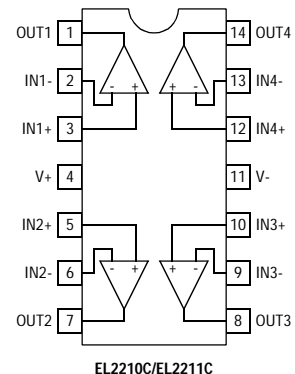 OUT1 1 14 OUT4
IN1- 2 - + + - 13 IN4-
IN1+ 3 12 IN4+
V+ 4 11 V-
IN2+ 5 10 IN3+
IN2- 6 - + + - 9 IN3-
OUT2 7 8 OUT3
EL2210C/EL2211C